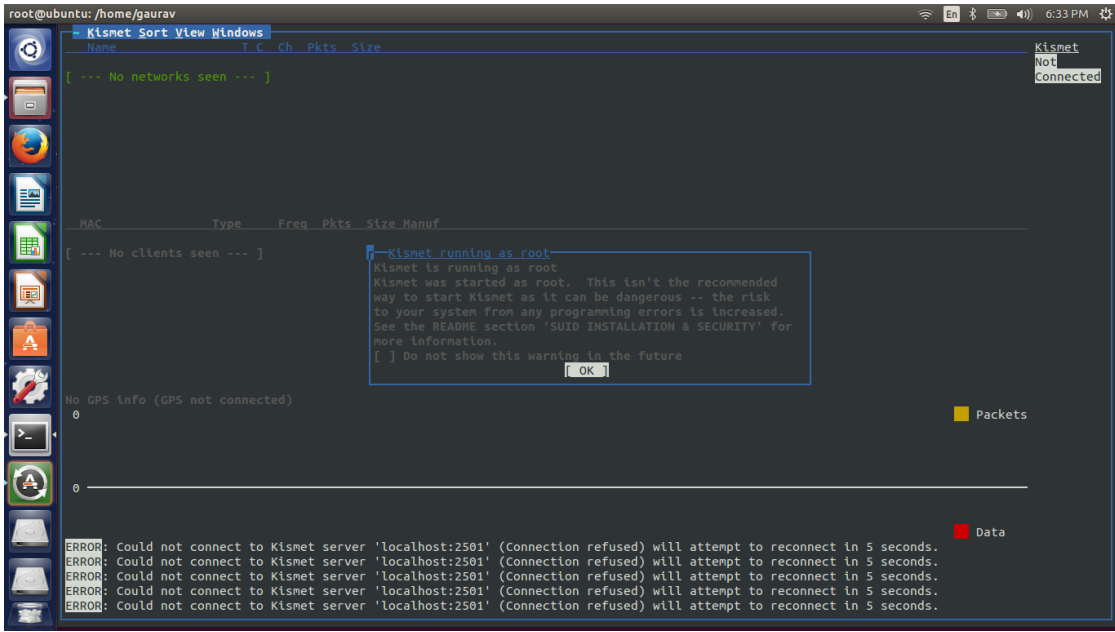 root@ubuntu: /home/gaurav
En
6:33 PM
~ Kismet Sort View Windows
Name T C Ch Pkts Size
Kismet
Not
Connected
[ --- No networks seen --- ]
MAC Type Freq Pkts Size Manuf
[ --- No clients seen --- ]
Kismet running as root
Kismet is running as root
Kismet was started as root. This isn't the recommended
way to start Kismet as it can be dangerous -- the risk
to your system from any programming errors is increased.
See the README section 'SUID INSTALLATION & SECURITY' for
more information.
[ ] Do not show this warning in the future
[ OK ]
No GPS info (GPS not connected)
0
Packets
0
Data
ERROR: Could not connect to Kismet server 'localhost:2501' (Connection refused) will attempt to reconnect in 5 seconds.
ERROR: Could not connect to Kismet server 'localhost:2501' (Connection refused) will attempt to reconnect in 5 seconds.
ERROR: Could not connect to Kismet server 'localhost:2501' (Connection refused) will attempt to reconnect in 5 seconds.
ERROR: Could not connect to Kismet server 'localhost:2501' (Connection refused) will attempt to reconnect in 5 seconds.
ERROR: Could not connect to Kismet server 'localhost:2501' (Connection refused) will attempt to reconnect in 5 seconds.